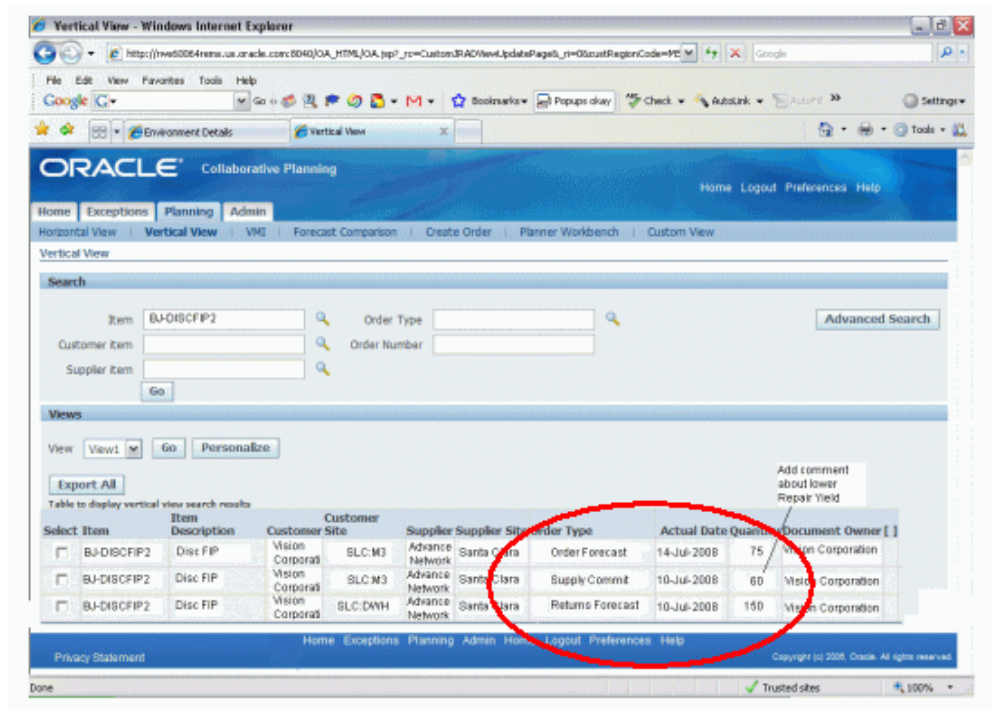 Vertical View - Windows Internet Explorer
File Edit View Favorites Tools Help
Google G Go Bookmarks Popups okay Check AutoLink AutoFill Settings
Environment Details Vertical View X Tools
ORACLE Collaborative Planning
Home Logout Preferences Help
Home Exceptions Planning Admin
Horizontal View | Vertical View | VMI | Forecast Comparison | Create Order | Planner Workbench | Custom View
Vertical View
Search
Item BJ-DISCFIP2 Order Type Advanced Search
Customer item Order Number
Supplier item
Go
Views
View View1 Go Personalize
Add comment
about lower
Repair Yield
Export All
Table to display vertical view search results
Select Item Item Description Customer Customer Site Supplier Supplier Site Order Type Actual Date Quantity Document Owner [ ]
BJ-DISCFIP2 Disc FIP Vision Corporati SLC:M3 Advance Network Santa Clara Order Forecast 14-Jul-2008 75 Vision Corporation
BJ-DISCFIP2 Disc FIP Vision Corporati SLC:M3 Advance Network Santa Clara Supply Commit 10-Jul-2008 60 Vision Corporation
BJ-DISCFIP2 Disc FIP Vision Corporati SLC:DWH Advance Network Santa Clara Returns Forecast 10-Jul-2008 150 Vision Corporation
Home Exceptions Planning Admin Home Logout Preferences Help
Privacy Statement Copyright (c) 2006, Oracle. All rights reserved.
Done Trusted sites 100%